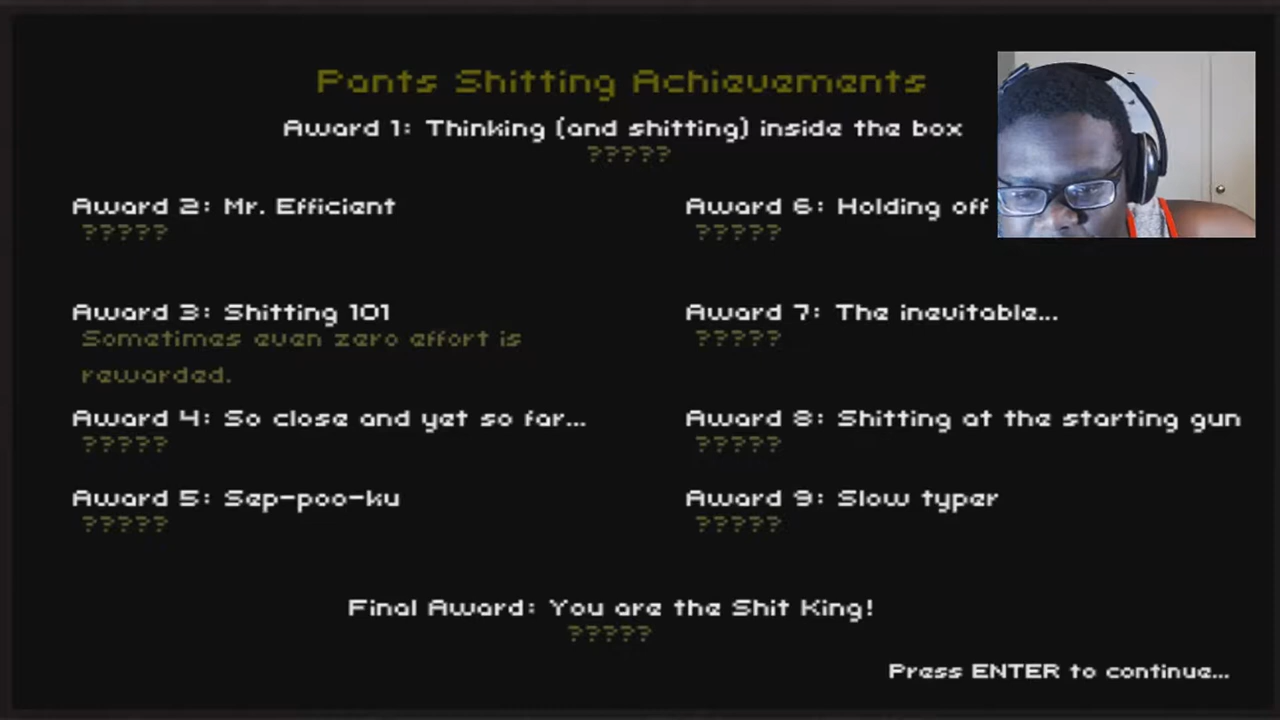 Pants Shitting Achievements
Award 1: Thinking (and shitting) inside the box
?????
Award 2: Mr. Efficient
?????
Award 3: Shitting 101
Sometimes even zero effort is
rewarded.
Award 4: So close and yet so far...
?????
Award 5: Sep-poo-ku
?????
Award 6: Holding off
?????
Award 7: The inevitable...
?????
Award 8: Shitting at the starting gun
?????
Award 9: Slow typer
?????
Final Award: You are the Shit King!
?????
Press ENTER to continue...